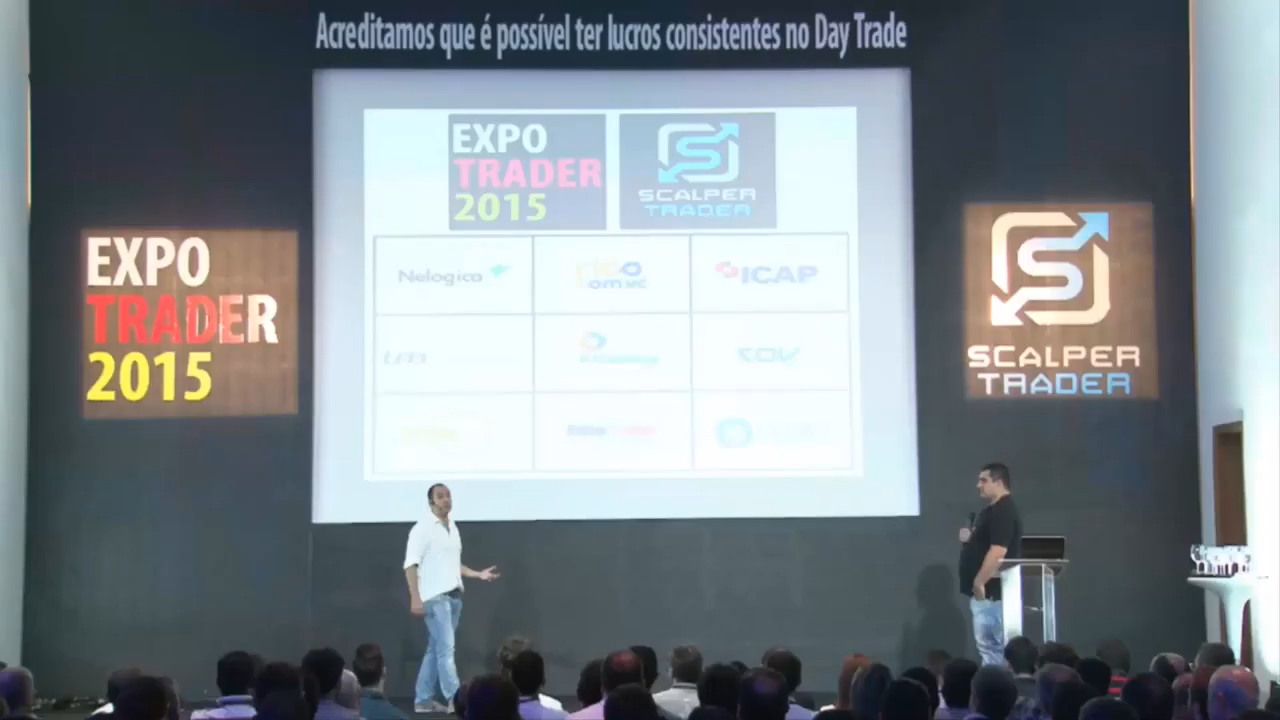 Acreditamos que é possível ter lucros consistentes no Day Trade
EXPO
TRADER
2015
SCALPER
TRADER
Nelogica
ICAP
EXPO
TRADER
2015
SCALPER
TRADER